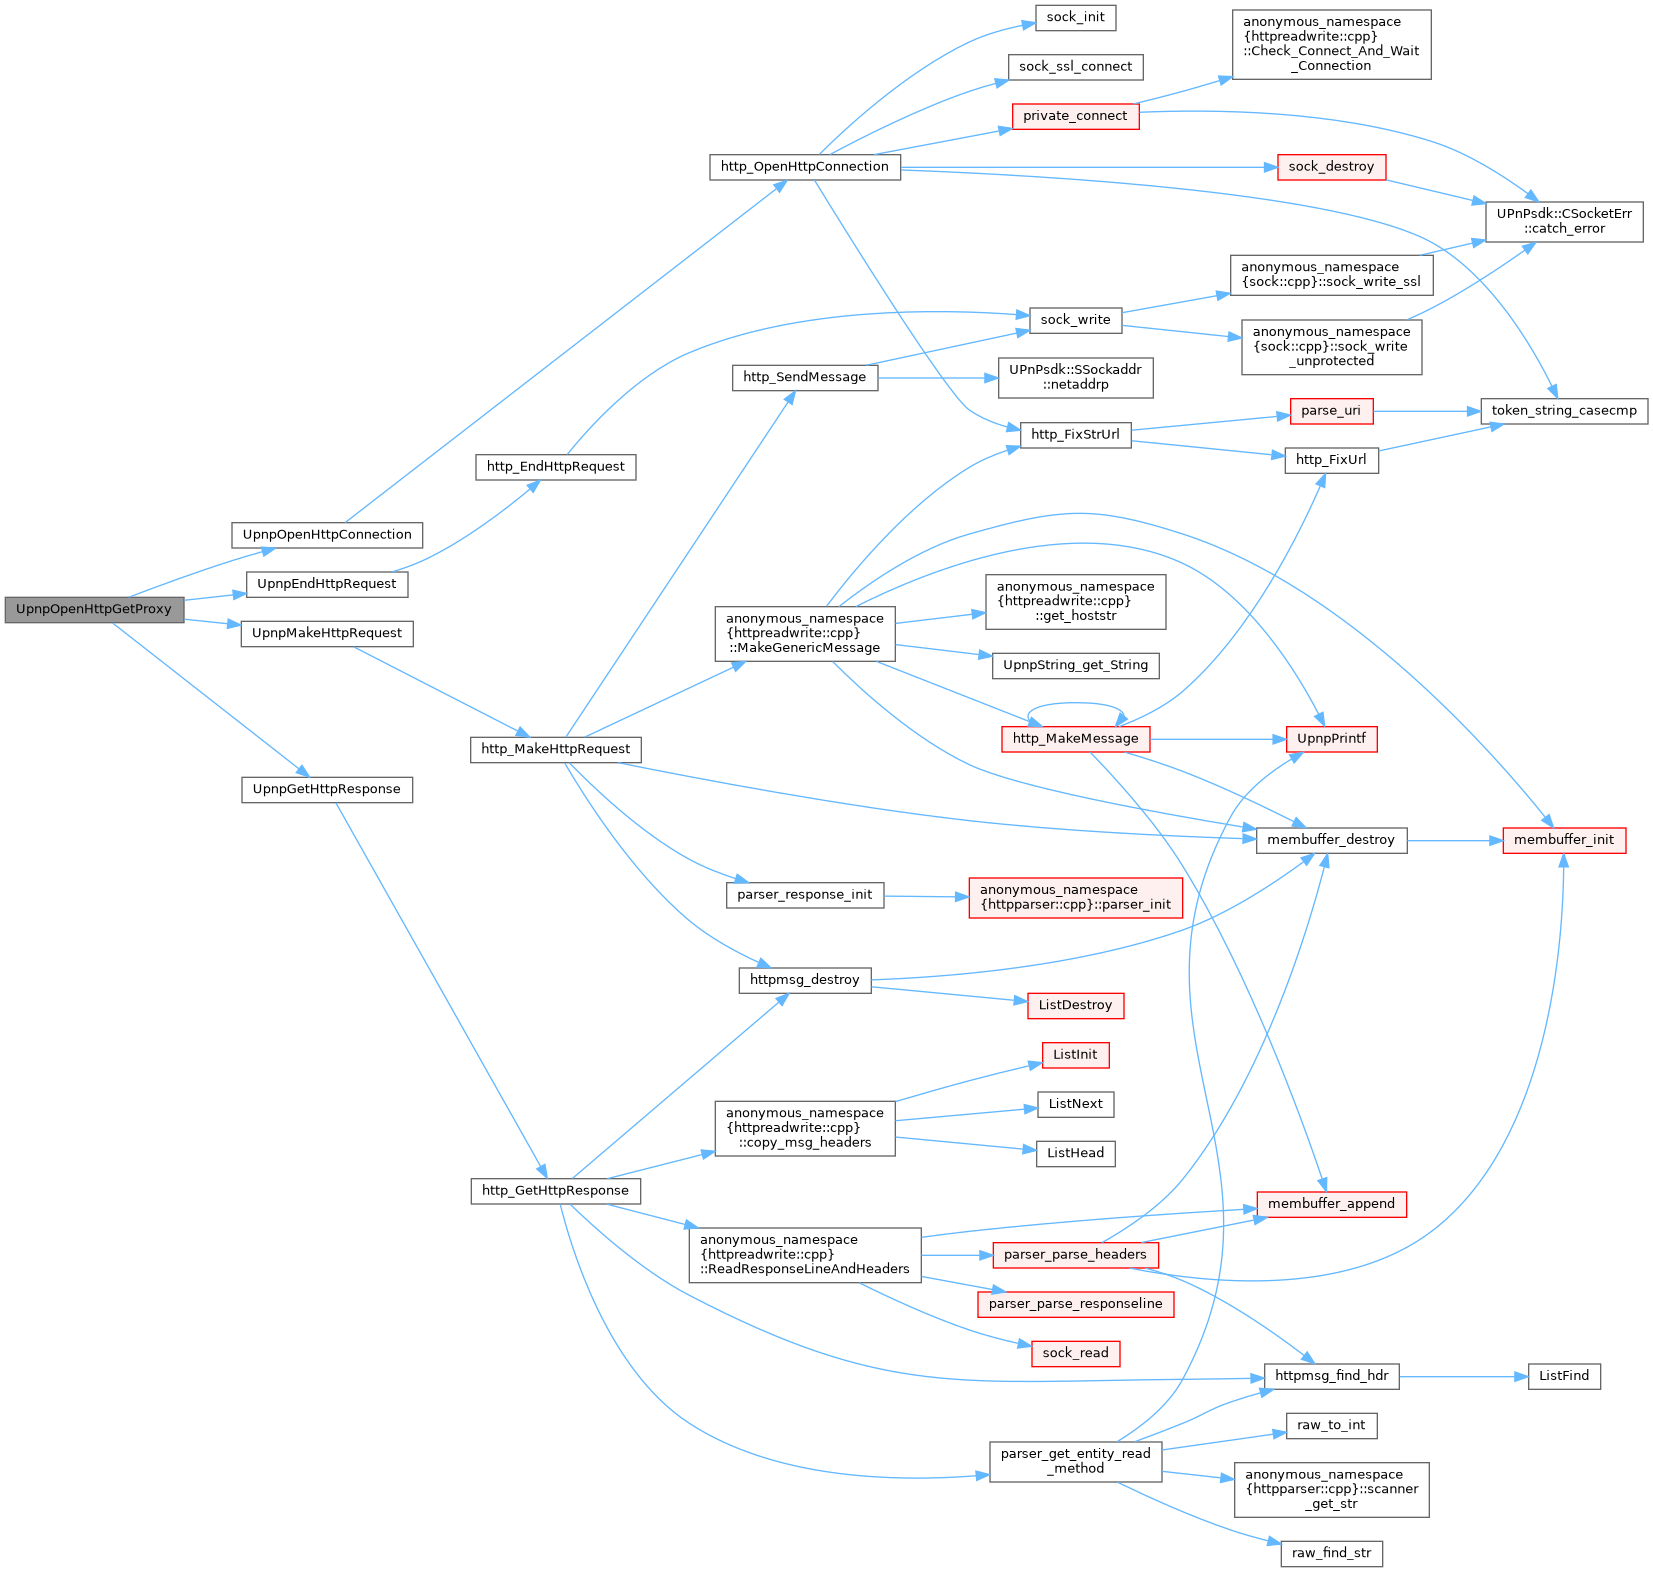 sock_init
anonymous_namespace
{httpreadwrite::cpp}
::Check_Connect_And_Wait
_Connection
sock_ssl_connect
private_connect
http_OpenHttpConnection
sock_destroy
UPnPsdk::CSocketErr
::catch_error
anonymous_namespace
{sock::cpp}::sock_write_ssl
sock_write
anonymous_namespace
{sock::cpp}::sock_write
_unprotected
http_SendMessage
UPnPsdk::SSockaddr
::netaddrp
parse_uri
token_string_casecmp
http_FixStrUrl
http_FixUrl
http_EndHttpRequest
UpnpOpenHttpConnection
UpnpEndHttpRequest
UpnpOpenHttpGetProxy
UpnpMakeHttpRequest
anonymous_namespace
{httpreadwrite::cpp}
::get_hoststr
anonymous_namespace
{httpreadwrite::cpp}
::MakeGenericMessage
UpnpString_get_String
http_MakeMessage
UpnpPrintf
http_MakeHttpRequest
UpnpGetHttpResponse
membuffer_destroy
membuffer_init
parser_response_init
anonymous_namespace
{httpparser::cpp}::parser_init
httpmsg_destroy
ListDestroy
ListInit
ListNext
anonymous_namespace
{httpreadwrite::cpp}
::copy_msg_headers
ListHead
http_GetHttpResponse
membuffer_append
anonymous_namespace
{httpreadwrite::cpp}
::ReadResponseLineAndHeaders
parser_parse_headers
parser_parse_responseline
sock_read
httpmsg_find_hdr
ListFind
raw_to_int
parser_get_entity_read
_method
anonymous_namespace
{httpparser::cpp}::scanner
_get_str
raw_find_str